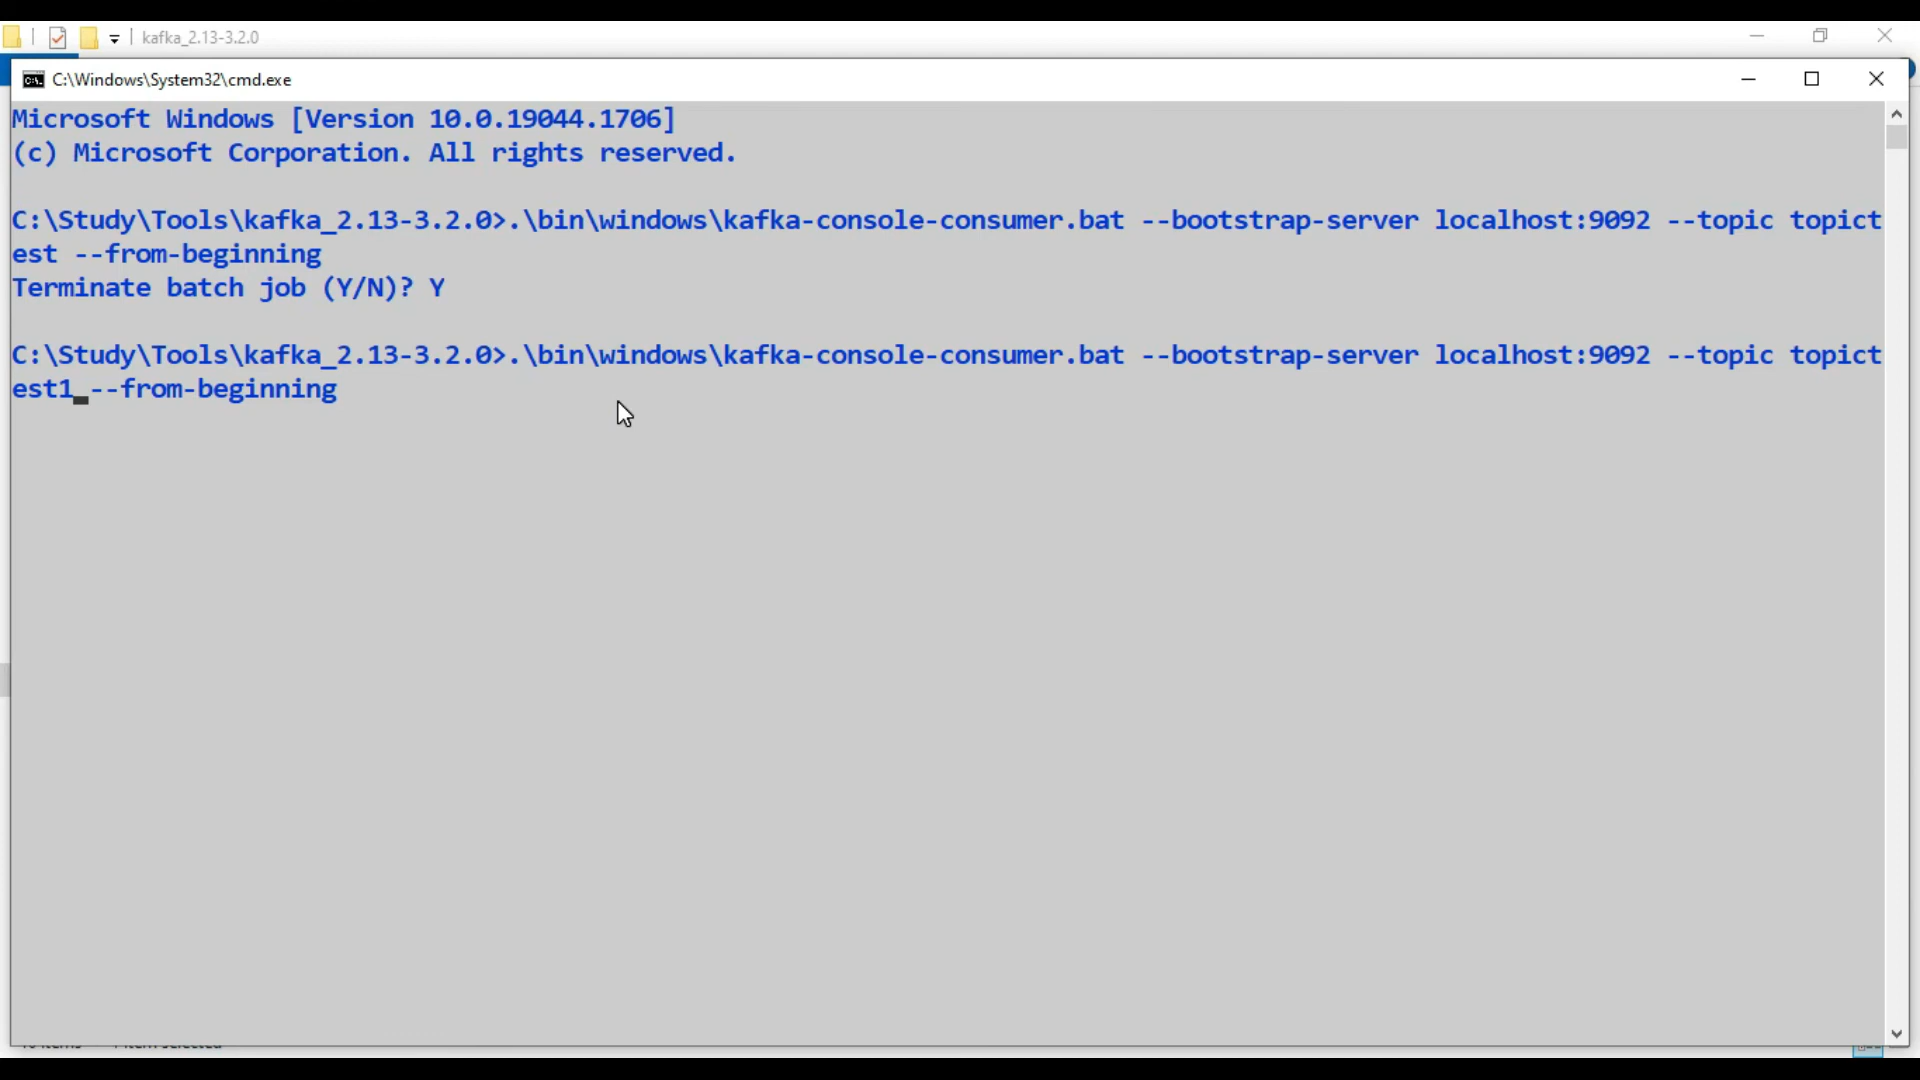 kafka_2.13-3.2.0
C:\Windows\System32\cmd.exe
Microsoft Windows [Version 10.0.19044.1706]
(c) Microsoft Corporation. All rights reserved.
C:\Study\Tools\kafka_2.13-3.2.0>.\bin\windows\kafka-console-consumer.bat --bootstrap-server localhost:9092 --topic topict
est --from-beginning
Terminate batch job (Y/N)? Y
C:\Study\Tools\kafka_2.13-3.2.0>.\bin\windows\kafka-console-consumer.bat --bootstrap-server localhost:9092 --topic topict
est1 --from-beginning